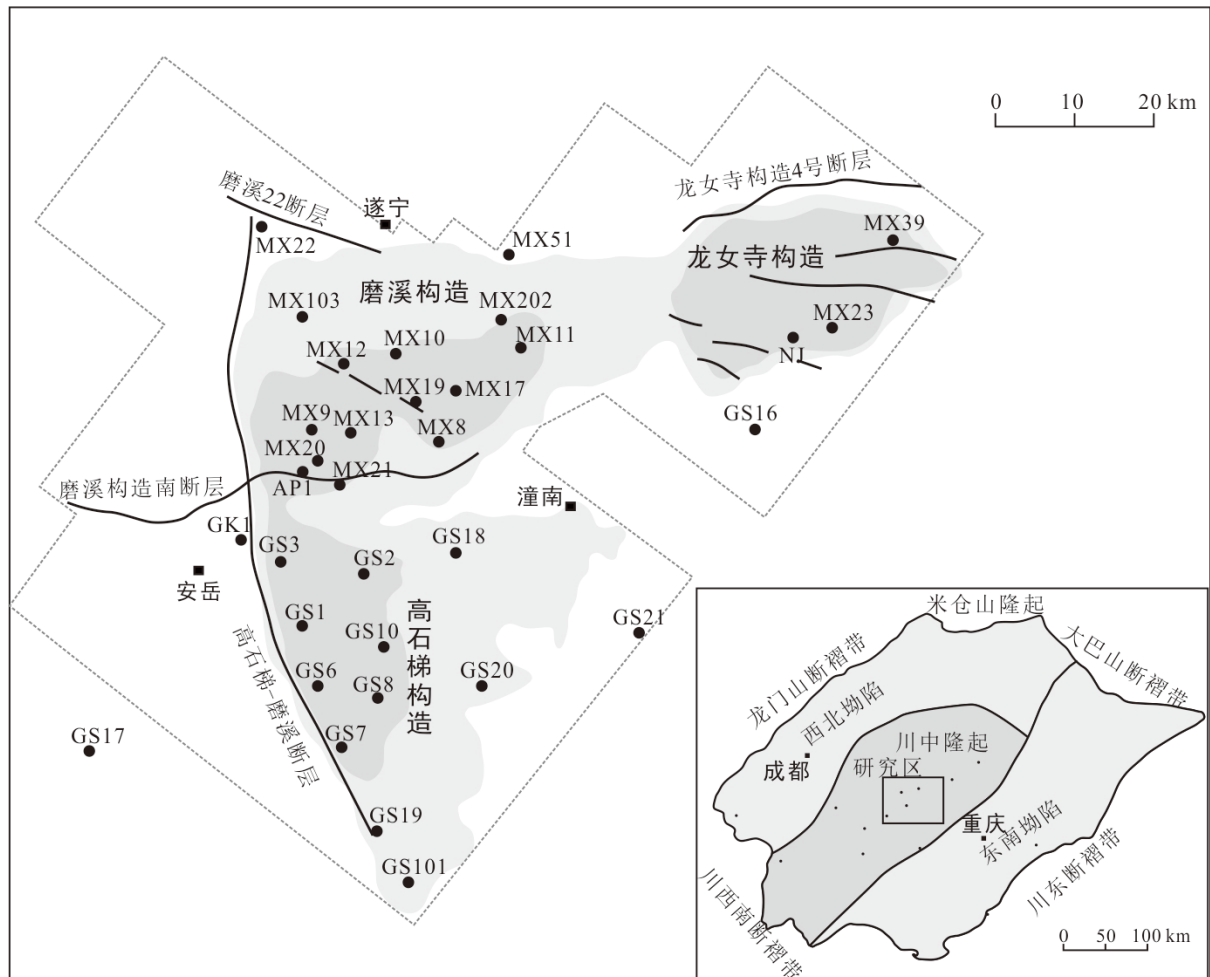 0 10 20 km
龙女寺构造4号断层
磨溪22断层
遂宁
MX22
MX51
MX39
龙女寺构造
磨溪构造
MX103
MX202
MX23
MX10
MX11
MX12
NJ
MX19
MX17
MX9
MX13
MX8
GS16
MX20
AP1
MX21
磨溪构造南断层
潼南
GK1
GS3
GS2
GS18
安岳
GS1
GS10
高石梯构造
GS21
高石梯-磨溪断层
GS6
GS8
GS20
GS7
GS17
GS19
GS101
米仓山隆起
大巴山断褶带
龙门山断褶带
西北坳陷
川中隆起
成都
研究区
重庆
东南坳陷
川东断褶带
川西南断褶带
0 50 100 km